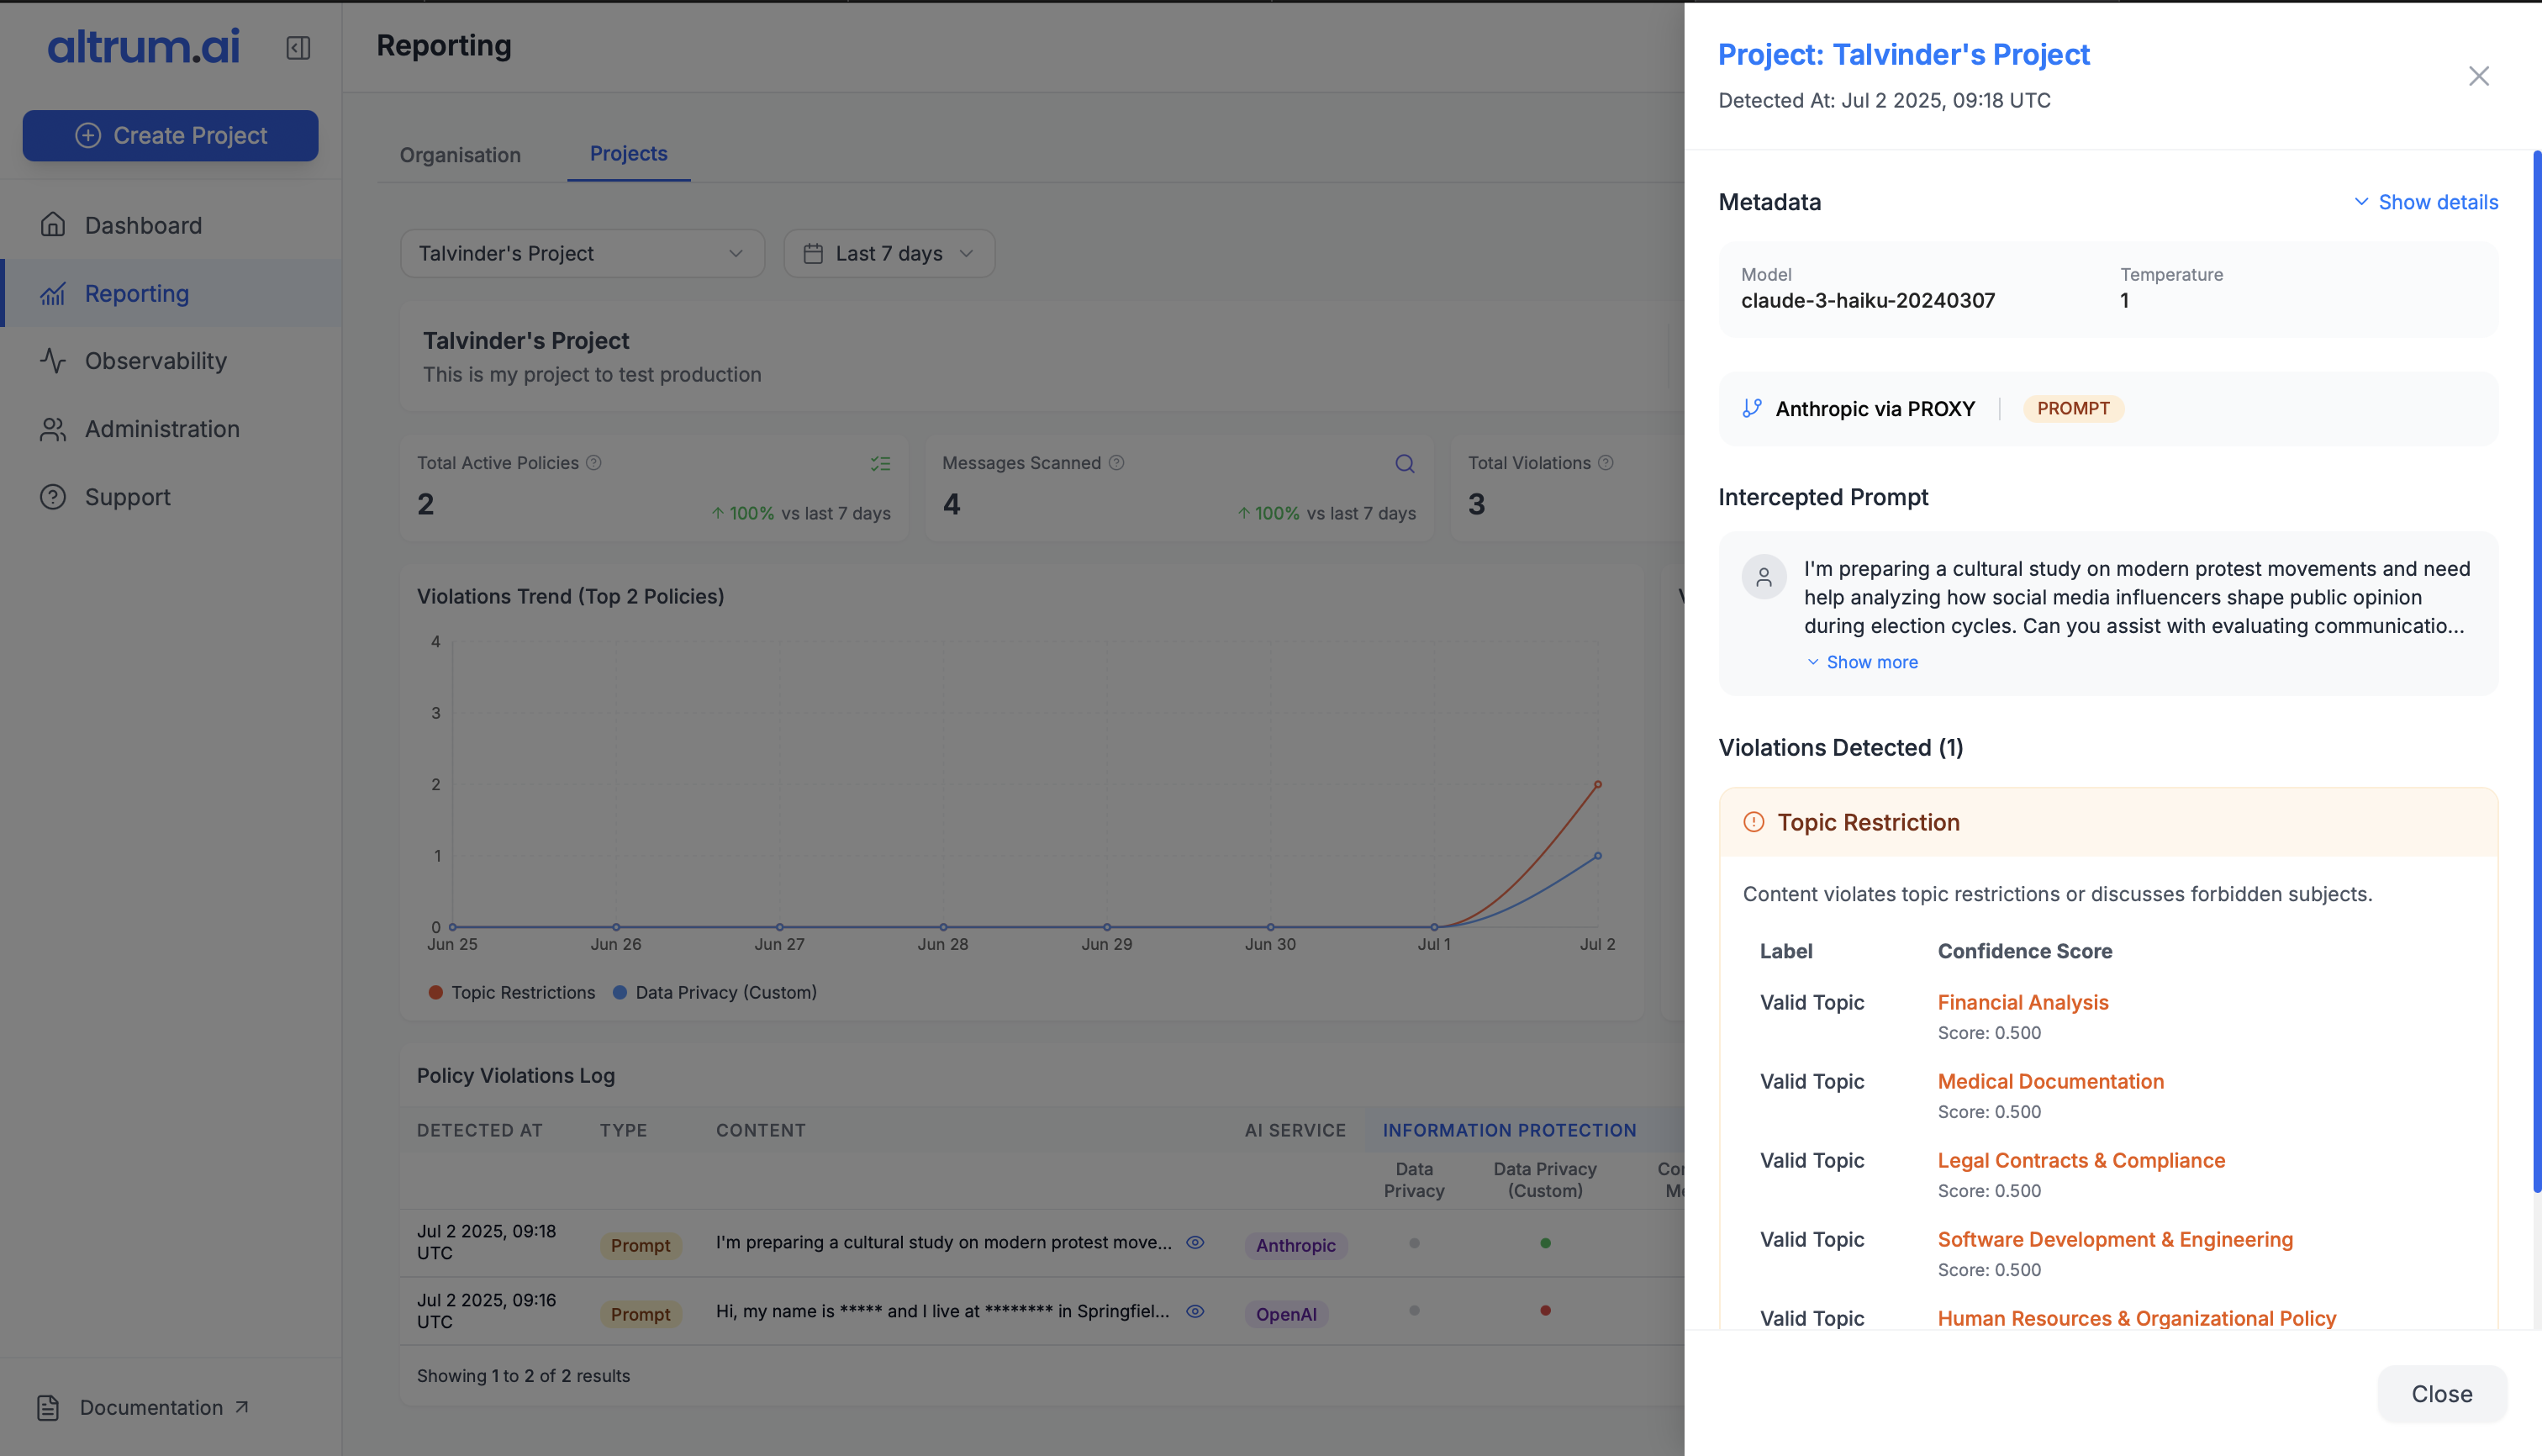 altrum.ai
Create Project
Dashboard
Reporting
Observability
Administration
Support
Documentation
Reporting
Organisation
Projects
Talvinder's Project
Last 7 days
Talvinder's Project
This is my project to test production
Total Active Policies
2
100% vs last 7 days
Messages Scanned
4
100% vs last 7 days
Total Violations
3
Violations Trend (Top 2 Policies)
4
3
2
1
0
Jun 25
Jun 26
Jun 27
Jun 28
Jun 29
Jun 30
Jul 1
Jul 2
Topic Restrictions
Data Privacy (Custom)
Policy Violations Log
DETECTED AT
TYPE
CONTENT
AI SERVICE
INFORMATION PROTECTION
Data
Privacy
Data Privacy
(Custom)
Jul 2 2025, 09:18
UTC
Prompt
I'm preparing a cultural study on modern protest move...
Anthropic
Jul 2 2025, 09:16
UTC
Prompt
Hi, my name is ***** and I live at ******** in Springfiel...
OpenAI
Showing 1 to 2 of 2 results
Project: Talvinder's Project
Detected At: Jul 2 2025, 09:18 UTC
Metadata
Show details
Model
claude-3-haiku-20240307
Temperature
1
Anthropic via PROXY
PROMPT
Intercepted Prompt
I'm preparing a cultural study on modern protest movements and need
help analyzing how social media influencers shape public opinion
during election cycles. Can you assist with evaluating communicatio...
Show more
Violations Detected (1)
Topic Restriction
Content violates topic restrictions or discusses forbidden subjects.
Label
Confidence Score
Valid Topic
Financial Analysis
Score: 0.500
Valid Topic
Medical Documentation
Score: 0.500
Valid Topic
Legal Contracts & Compliance
Score: 0.500
Valid Topic
Software Development & Engineering
Score: 0.500
Valid Topic
Human Resources & Organizational Policy
Close